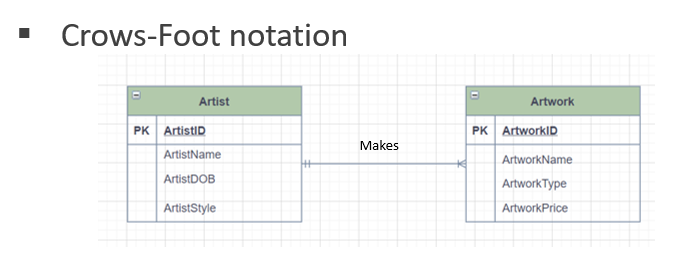 ▪ Crows-Foot notation
Artist
PK ArtistID
ArtistName
ArtistDOB
ArtistStyle
Makes
Artwork
PK ArtworkID
ArtworkName
ArtworkType
ArtworkPrice